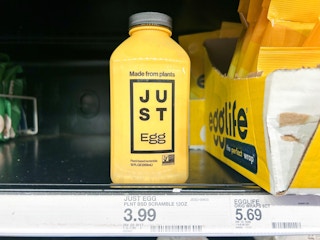 Made from plants
JU
ST
Egg
egglife
the perfect wrap
JUST EGG
PLNT BSD SCRAMBLE 12OZ
3.99
EGGLIFE
5.69